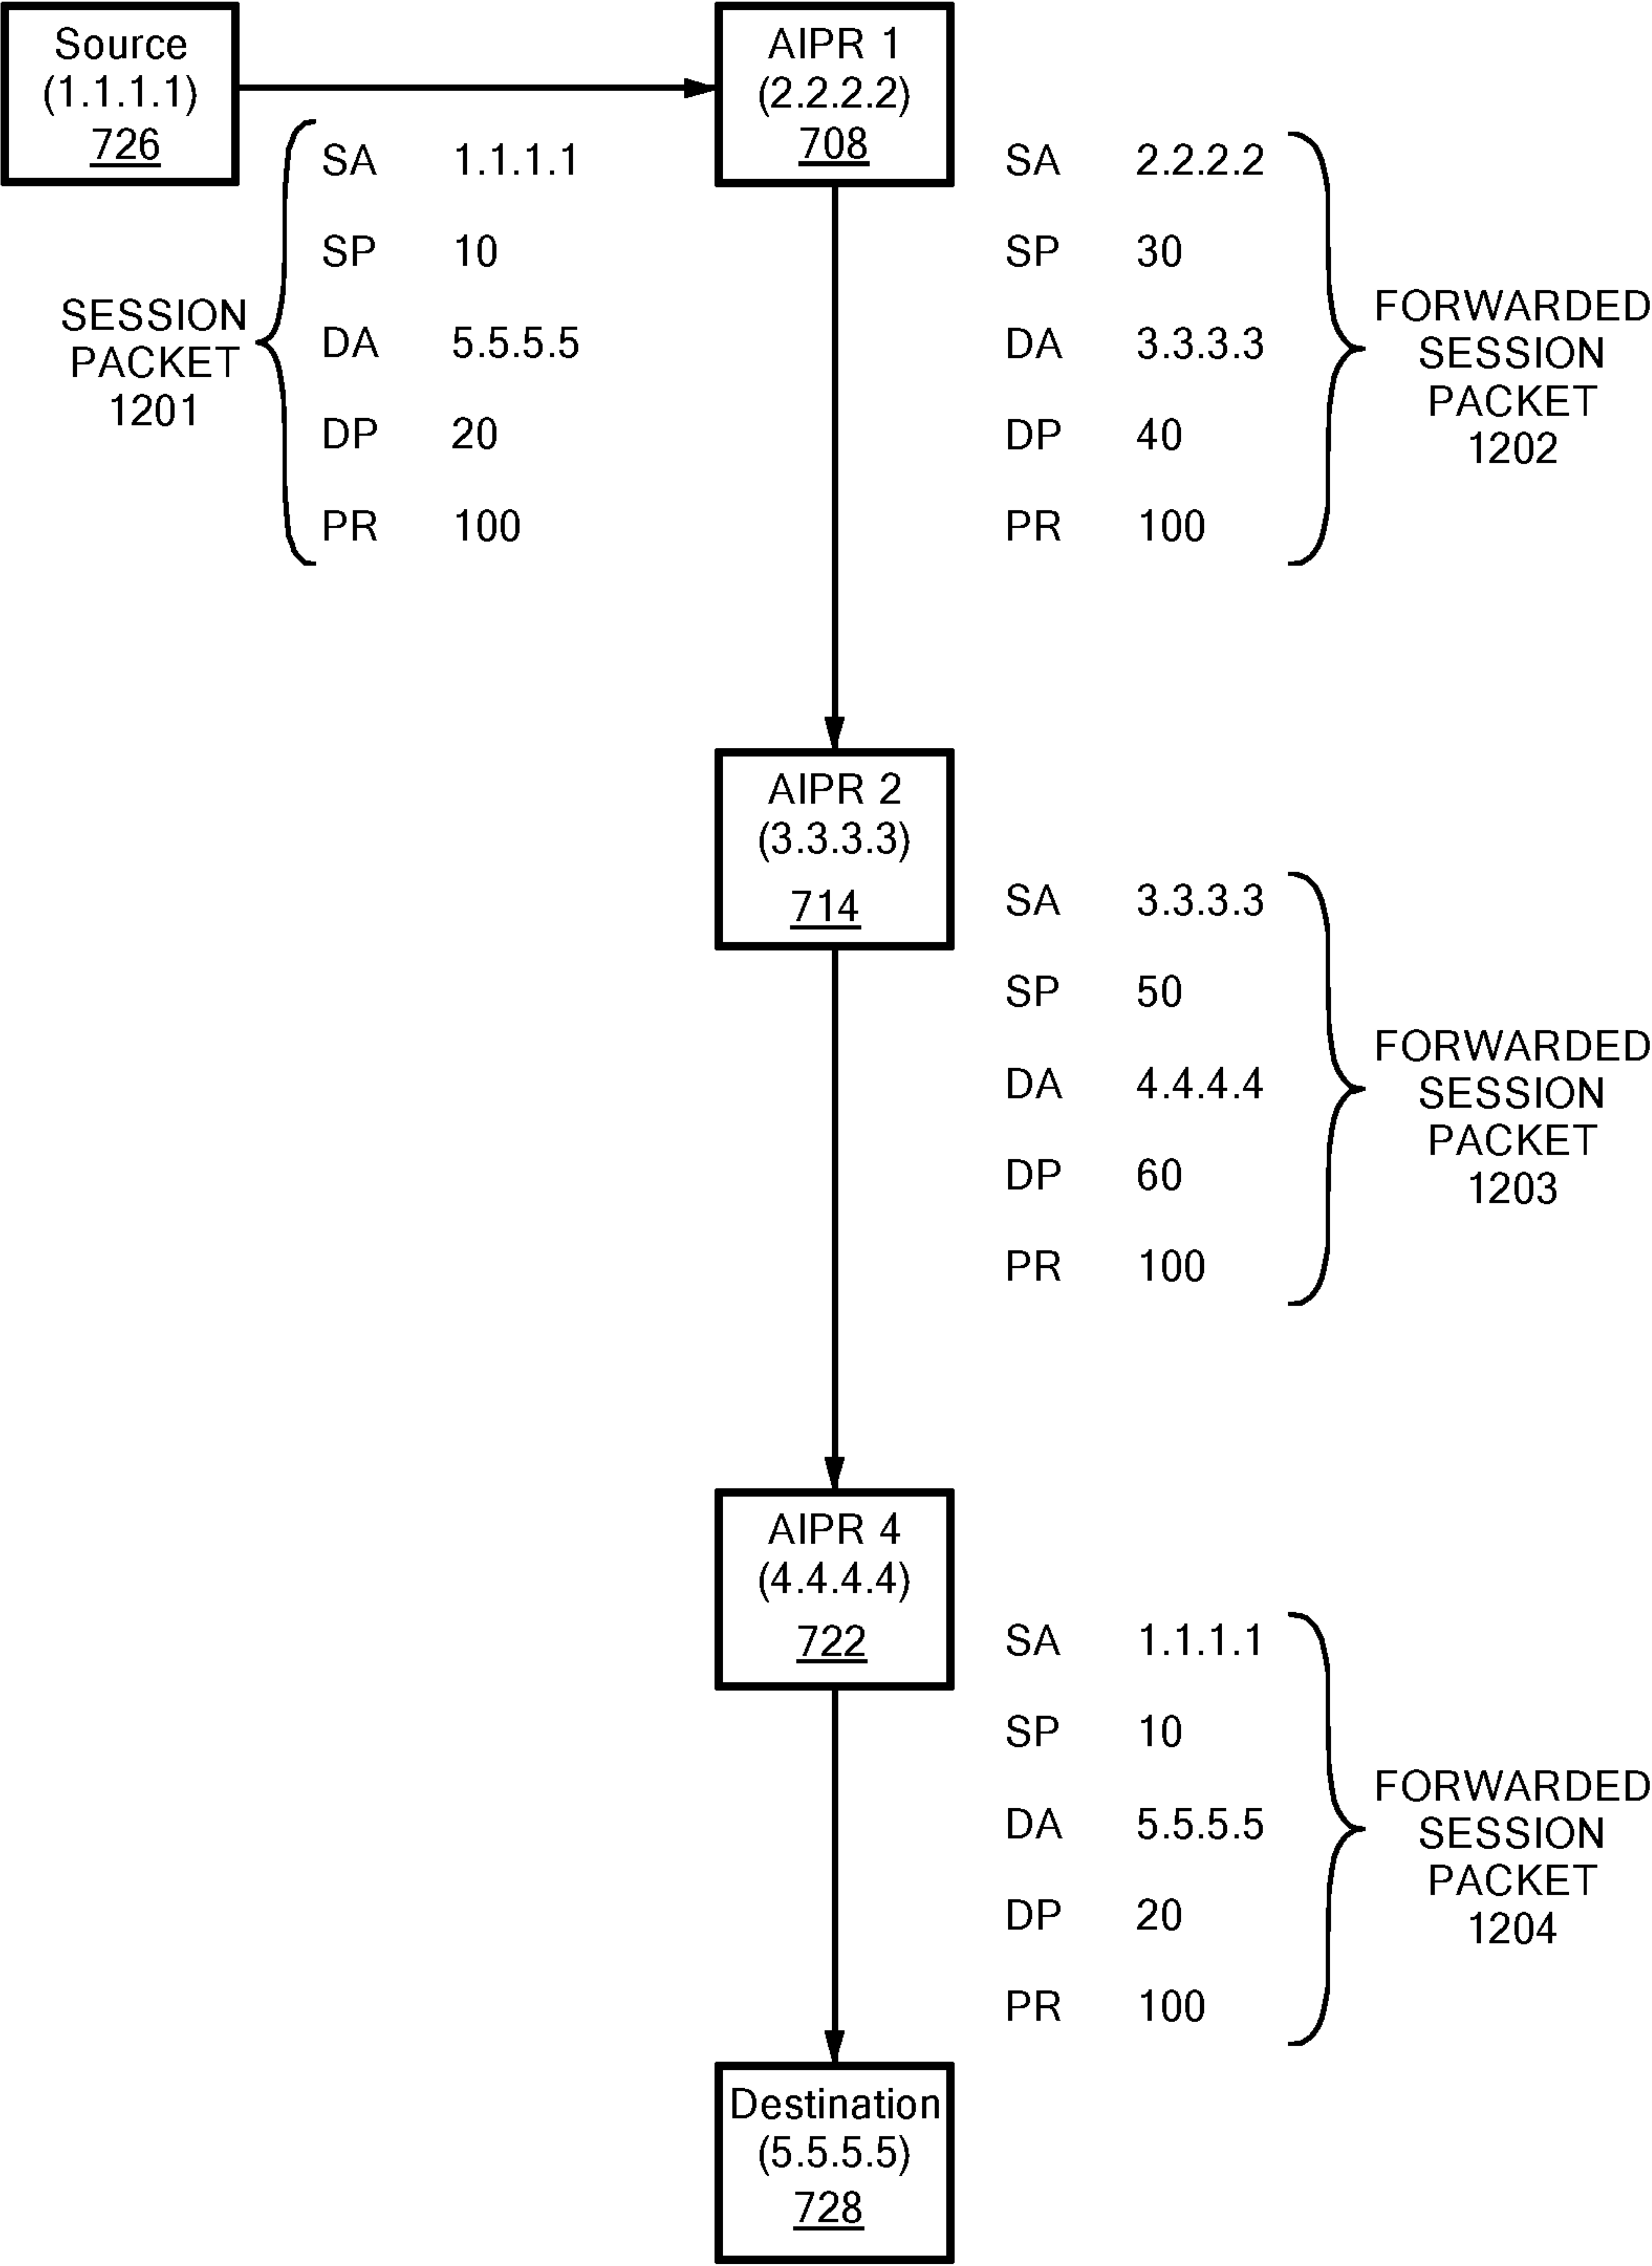 Source
(1.1.1.1)
726
AIPR 1
(2.2.2.2)
708
SESSION
PACKET
1201
SA 1.1.1.1
SP 10
DA 5.5.5.5
DP 20
PR 100
SA 2.2.2.2
SP 30
DA 3.3.3.3
DP 40
PR 100
FORWARDED
SESSION
PACKET
1202
AIPR 2
(3.3.3.3)
714
SA 3.3.3.3
SP 50
DA 4.4.4.4
DP 60
PR 100
FORWARDED
SESSION
PACKET
1203
AIPR 4
(4.4.4.4)
722
SA 1.1.1.1
SP 10
DA 5.5.5.5
DP 20
PR 100
FORWARDED
SESSION
PACKET
1204
Destination
(5.5.5.5)
728